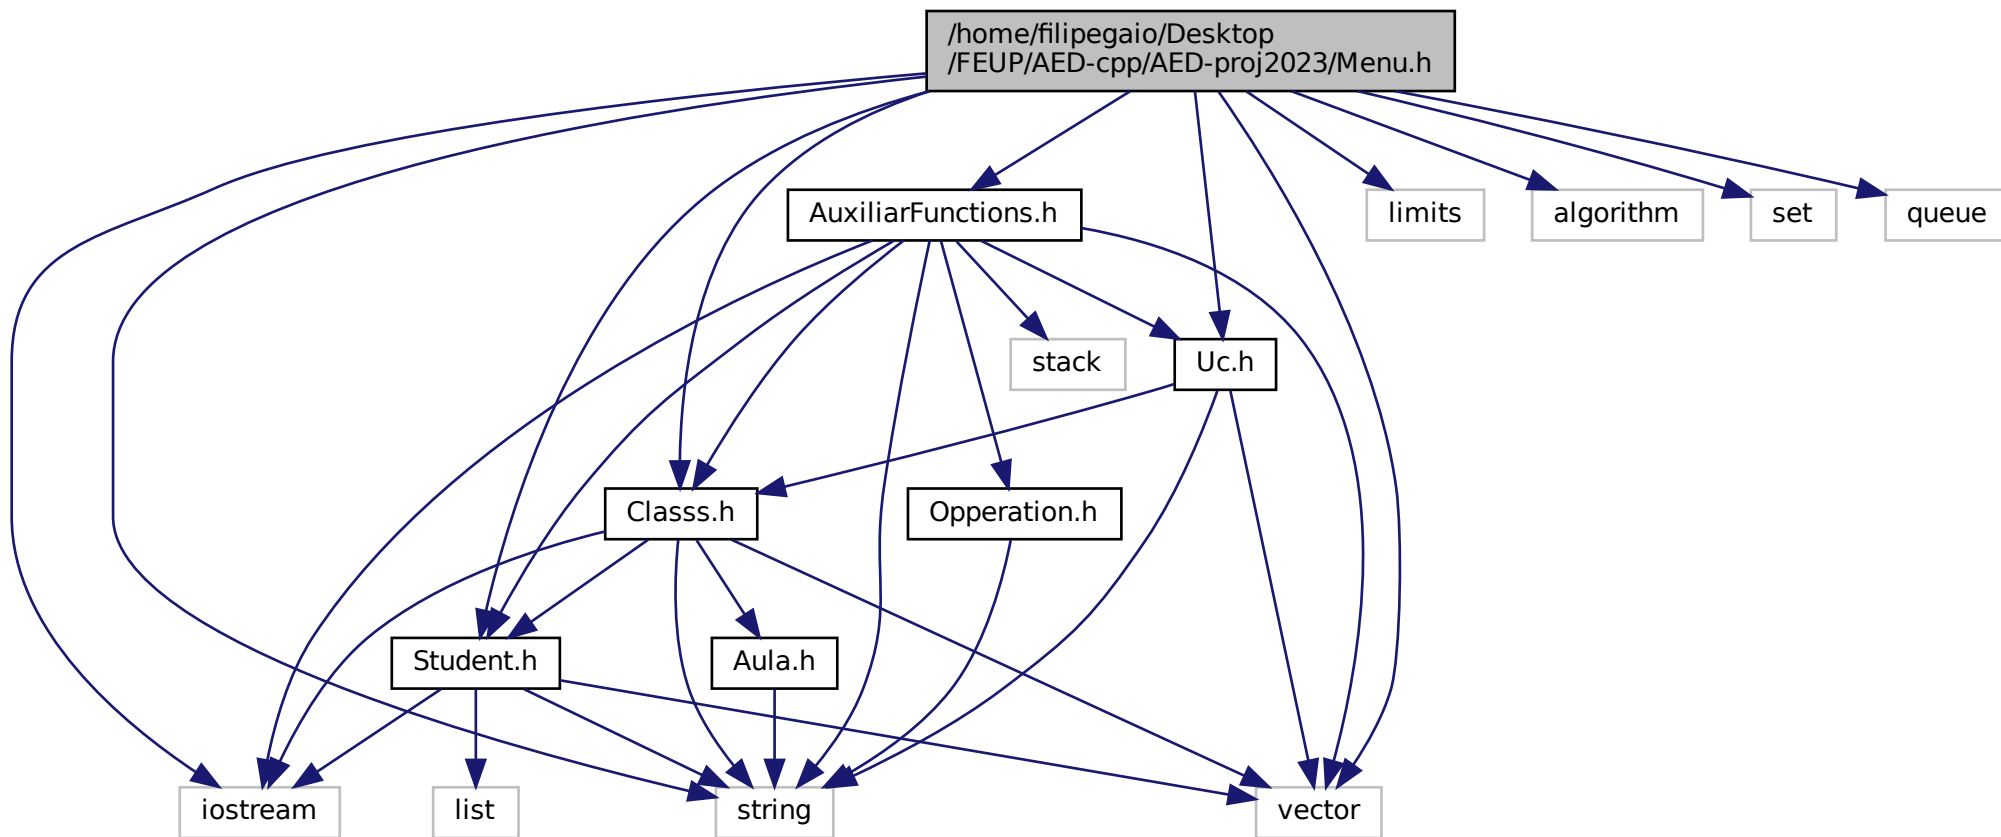 /home/filipegaio/Desktop
/FEUP/AED-cpp/AED-proj2023/Menu.h
AuxiliarFunctions.h
limits
algorithm
set
queue
stack
Uc.h
Classs.h
Opperation.h
Student.h
Aula.h
iostream
list
string
vector